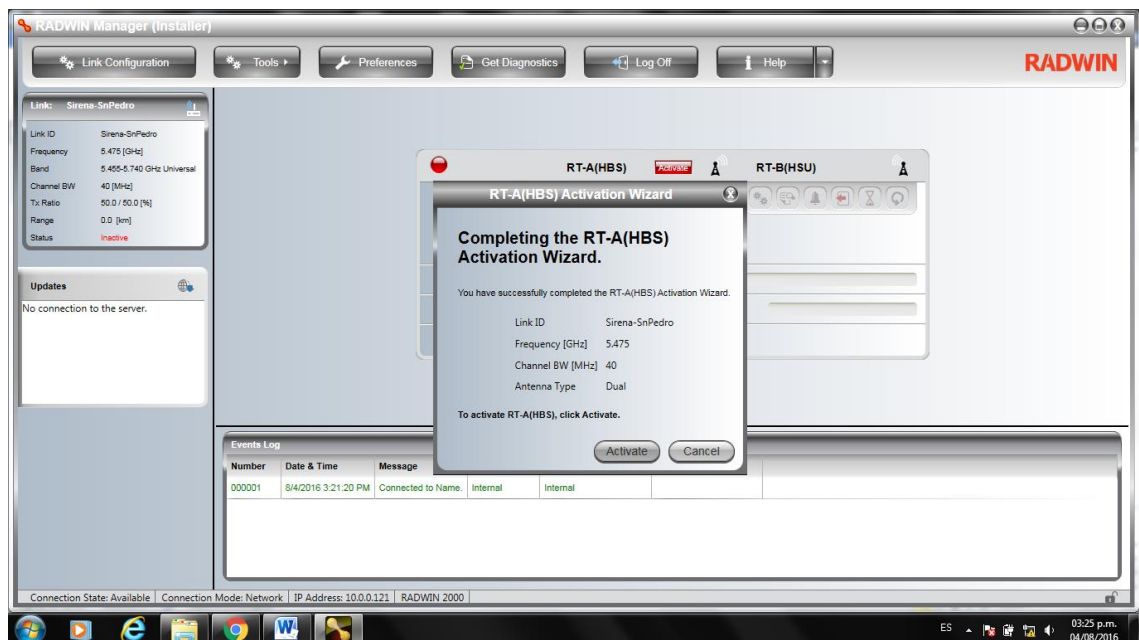 RADWIN Manager (Installer)
Link Configuration
Tools
Preferences
Get Diagnostics
Log Off
Help
RADWIN
Link: Sirena-SnPedro
Link ID Sirena-SnPedro
Frequency 5.475 [GHz]
Band 5.455-5.740 GHz Universal
Channel BW 40 [MHz]
Tx Ratio 50.0 / 50.0 [%]
Range 0.0 [km]
Status Inactive
Updates
No connection to the server.
RT-A(HBS) Activate RT-B(HSU)
RT-A(HBS) Activation Wizard
Completing the RT-A(HBS)
Activation Wizard.
You have successfully completed the RT-A(HBS) Activation Wizard.
Link ID Sirena-SnPedro
Frequency [GHz] 5.475
Channel BW [MHz] 40
Antenna Type Dual
To activate RT-A(HBS), click Activate.
Activate Cancel
Events Log
Number Date & Time Message
000001 8/4/2016 3:21:20 PM Connected to Name. Internal Internal
Connection State: Available Connection Mode: Network IP Address: 10.0.0.121 RADWIN 2000
ES 03:25 p.m.
04/08/2016